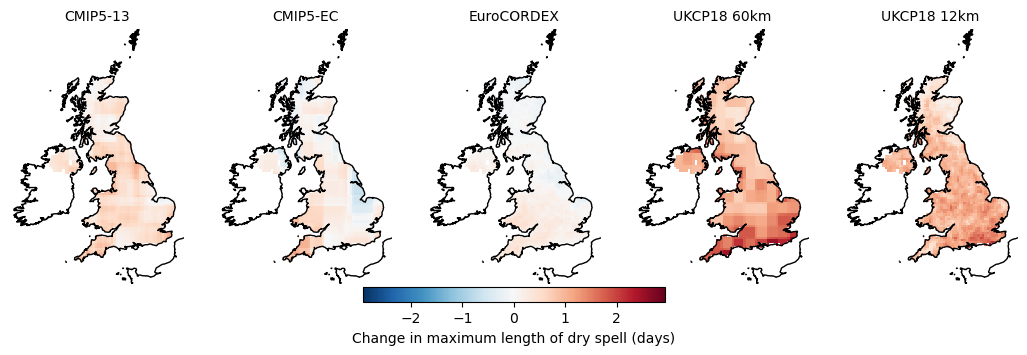 CMIP5-13 CMIP5-EC EuroCORDEX UKCP18 60km UKCP18 12km
−2 −1 0 1 2
Change in maximum length of dry spell (days)